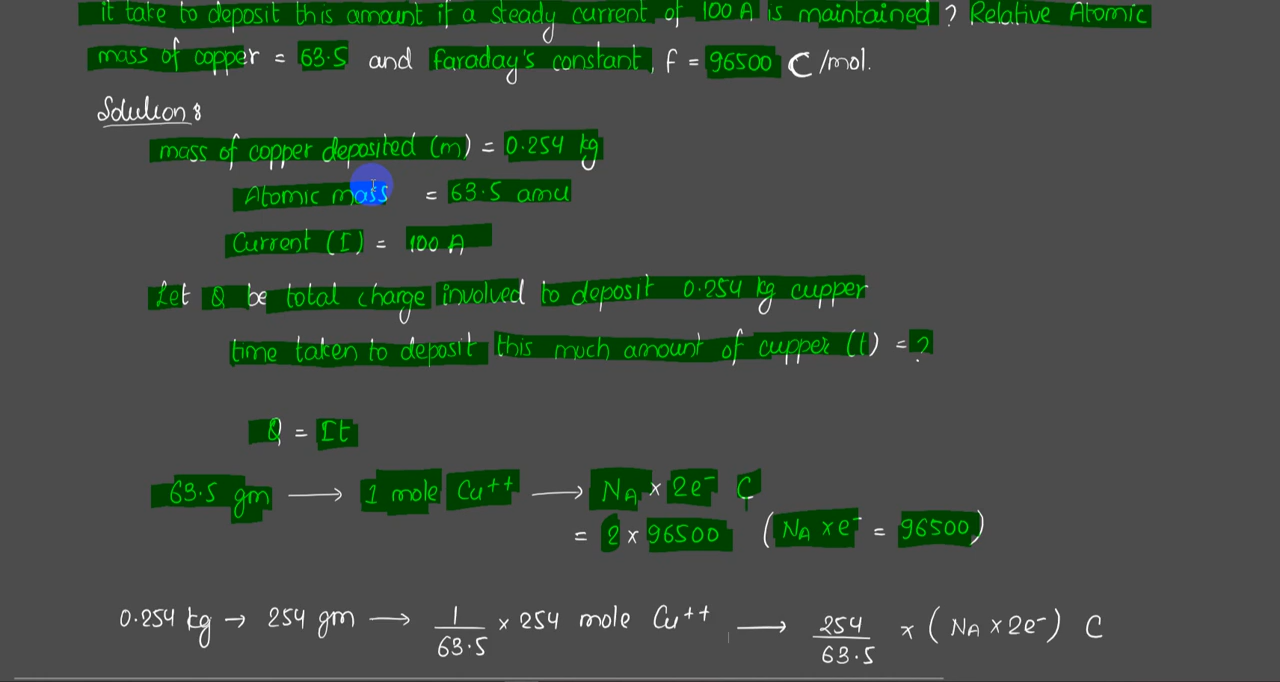 it take to deposit this amount if a steady current of 100 A is maintained ? Relative Atomic
mass of copper = 63.5 and faraday's constant, f = 96500 C /mol.
Solution :
mass of copper deposited (m) = 0.254 kg
Atomic mass = 63.5 amu
Current (I) = 100 A
Let Q be total charge involved to deposit 0.254 kg cupper
time taken to deposit this much amount of cupper (t) = ?
Q = It
63.5 gm → 1 mole Cu++ → NA × 2e⁻ C
= 2 × 96500 (NA × e⁻ = 96500)
0.254 kg → 254 gm → 1/63.5 × 254 mole Cu++ → 254/63.5 × (NA × 2e⁻) C